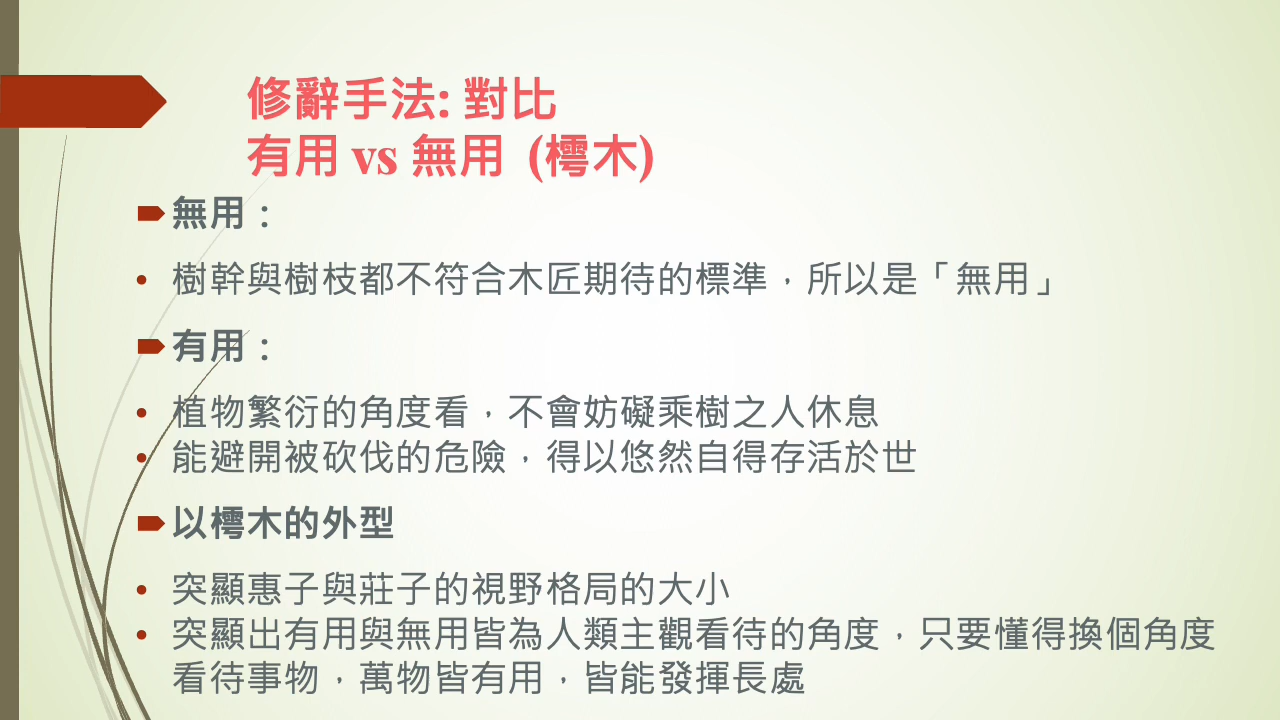 修辭手法: 對比
有用 vs 無用 (樗木)
無用：
• 樹幹與樹枝都不符合木匠期待的標準，所以是「無用」
有用：
• 植物繁衍的角度看，不會妨礙乘樹之人休息
• 能避開被砍伐的危險，得以悠然自得存活於世
以樗木的外型
• 突顯惠子與莊子的視野格局的大小
• 突顯出有用與無用皆為人類主觀看待的角度，只要懂得換個角度
看待事物，萬物皆有用，皆能發揮長處